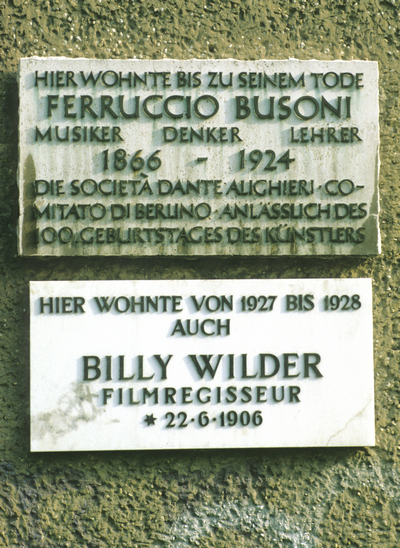 HIER WOHNTE BIS ZU SEINEM TODE
FERRUCCIO BUSONI
MUSIKER DENKER LEHRER
1866 - 1924
DIE SOCIETÀ DANTE ALIGHIERI · CO-
MITATO DI BERLINO · ANLÄSSLICH DES
100. GEBURTSTAGES DES KÜNSTLERS
HIER WOHNTE VON 1927 BIS 1928
AUCH
BILLY WILDER
FILMREGISSEUR
* 22·6·1906